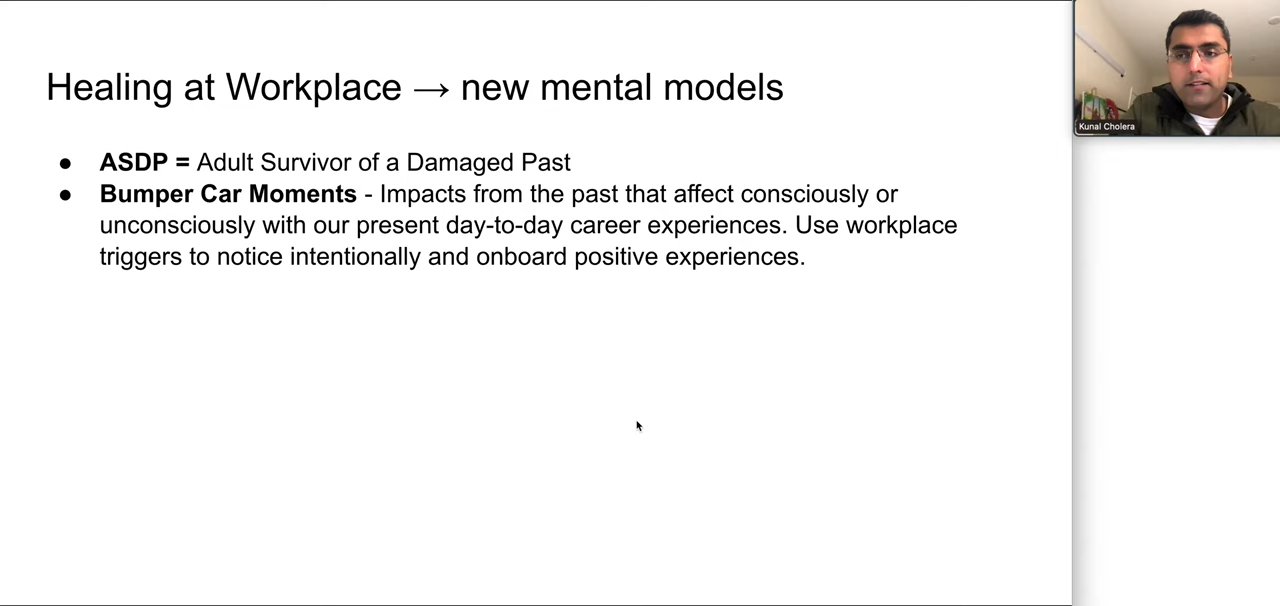 Healing at Workplace → new mental models
● ASDP = Adult Survivor of a Damaged Past
● Bumper Car Moments - Impacts from the past that affect consciously or
unconsciously with our present day-to-day career experiences. Use workplace
triggers to notice intentionally and onboard positive experiences.
Kunal Cholera